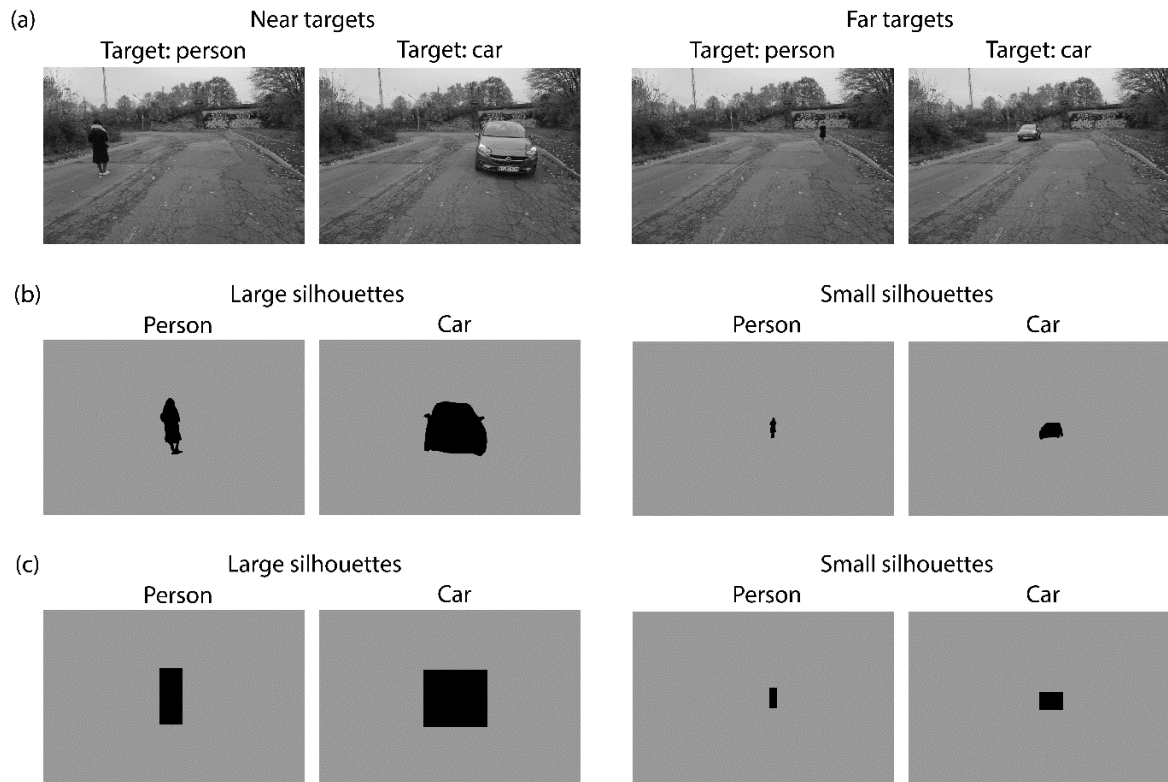 (a)
Near targets
Far targets
Target: person
Target: car
Target: person
Target: car
(b)
Large silhouettes
Small silhouettes
Person
Car
Person
Car
(c)
Large silhouettes
Small silhouettes
Person
Car
Person
Car